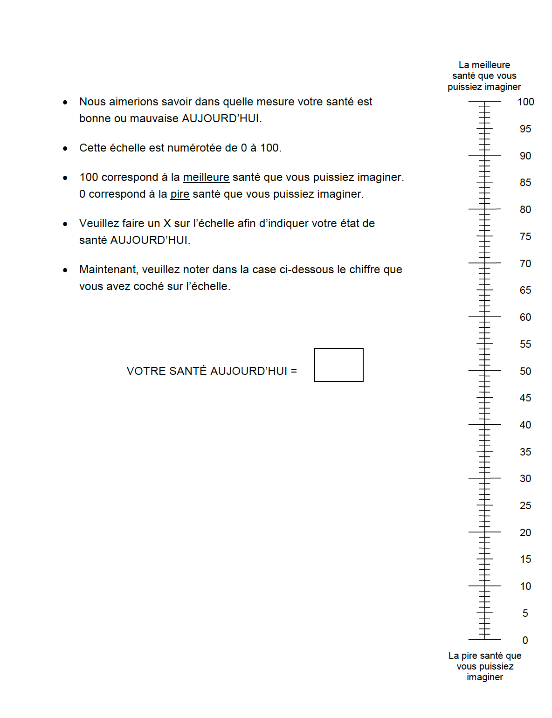 La meilleure
santé que vous
puissiez imaginer
• Nous aimerions savoir dans quelle mesure votre santé est
bonne ou mauvaise AUJOURD'HUI.
• Cette échelle est numérotée de 0 à 100.
• 100 correspond à la meilleure santé que vous puissiez imaginer.
0 correspond à la pire santé que vous puissiez imaginer.
• Veuillez faire un X sur l'échelle afin d'indiquer votre état de
santé AUJOURD'HUI.
• Maintenant, veuillez noter dans la case ci-dessous le chiffre que
vous avez coché sur l'échelle.
VOTRE SANTÉ AUJOURD'HUI =
100
95
90
85
80
75
70
65
60
55
50
45
40
35
30
25
20
15
10
5
0
La pire santé que
vous puissiez
imaginer